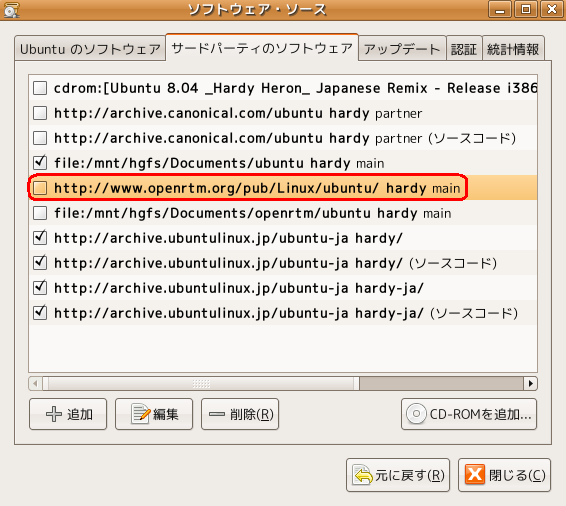 ソフトウェア・ソース
Ubuntu のソフトウェア サードパーティのソフトウェア アップデート 認証 統計情報
cdrom:[Ubuntu 8.04 _Hardy Heron_ Japanese Remix - Release i386
http://archive.canonical.com/ubuntu hardy partner
http://archive.canonical.com/ubuntu hardy partner (ソースコード)
file:/mnt/hgfs/Documents/ubuntu hardy main
http://www.openrtm.org/pub/Linux/ubuntu/ hardy main
file:/mnt/hgfs/Documents/openrtm/ubuntu hardy main
http://archive.ubuntulinux.jp/ubuntu-ja hardy/
http://archive.ubuntulinux.jp/ubuntu-ja hardy/ (ソースコード)
http://archive.ubuntulinux.jp/ubuntu-ja hardy-ja/
http://archive.ubuntulinux.jp/ubuntu-ja hardy-ja/ (ソースコード)
追加 編集 削除(R) CD-ROMを追加...
元に戻す(R) 閉じる(C)